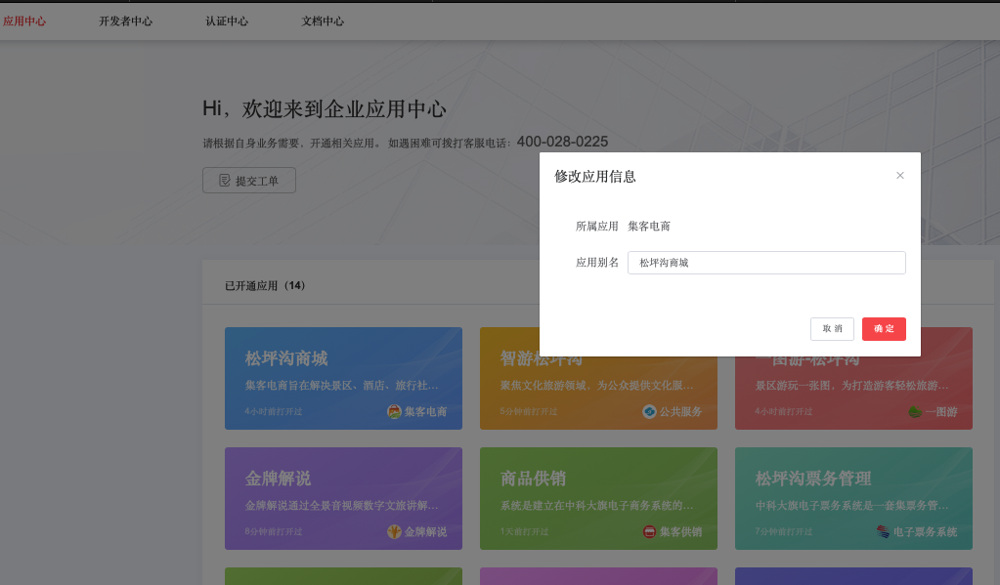 应用中心 开发者中心 认证中心 文档中心
Hi，欢迎来到企业应用中心
请根据自身业务需要，开通相关应用。如遇困难可拨打客服电话：400-028-0225
提交工单
修改应用信息
所属应用 集客电商
应用别名 松坪沟商城
取消 确定
已开通应用（14）
松坪沟商城
集客电商旨在解决景区、酒店、旅行社...
4小时前打开过 集客电商
智游松坪沟
聚焦文化旅游领域，为公众提供文化服...
5分钟前打开过 公共服务
一图游-松坪沟
景区游玩一张图，为打造游客轻松旅游...
4小时前打开过 一图游
金牌解说
金牌解说通过全景音视频数字文旅讲解...
6分钟前打开过 金牌解说
商品供销
系统是建立在中科大旗电子商务系统的...
1天前打开过 集客供销
松坪沟票务管理
中科大旗电子票务系统是一套集票务管...
7分钟前打开过 电子票务系统